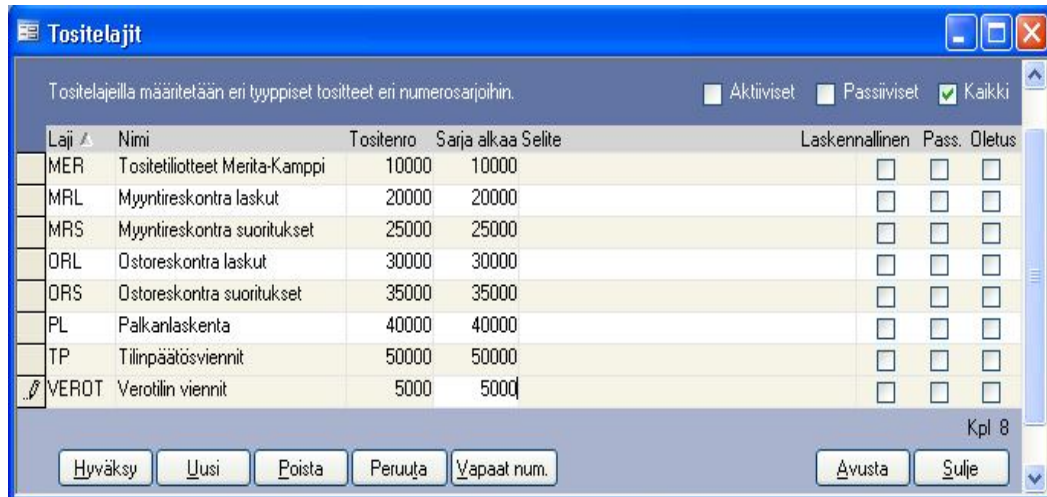 Tositelajit
Tositelajeilla määritetään eri tyyppiset tositteet eri numerosarjoihin. Aktiiviset Passiiviset Kaikki
Laji Nimi Tositenro Sarja alkaa Selite Laskennallinen Pass. Oletus
MER Tositetiliotteet Merita-Kamppi 10000 10000
MRL Myyntireskontra laskut 20000 20000
MRS Myyntireskontra suoritukset 25000 25000
ORL Ostoreskontra laskut 30000 30000
ORS Ostoreskontra suoritukset 35000 35000
PL Palkanlaskenta 40000 40000
TP Tilinpäätösviennit 50000 50000
VEROT Verotilin viennit 5000 5000
Kpl 8
Hyväksy Uusi Poista Peruuta Vapaat num. Avusta Sulje